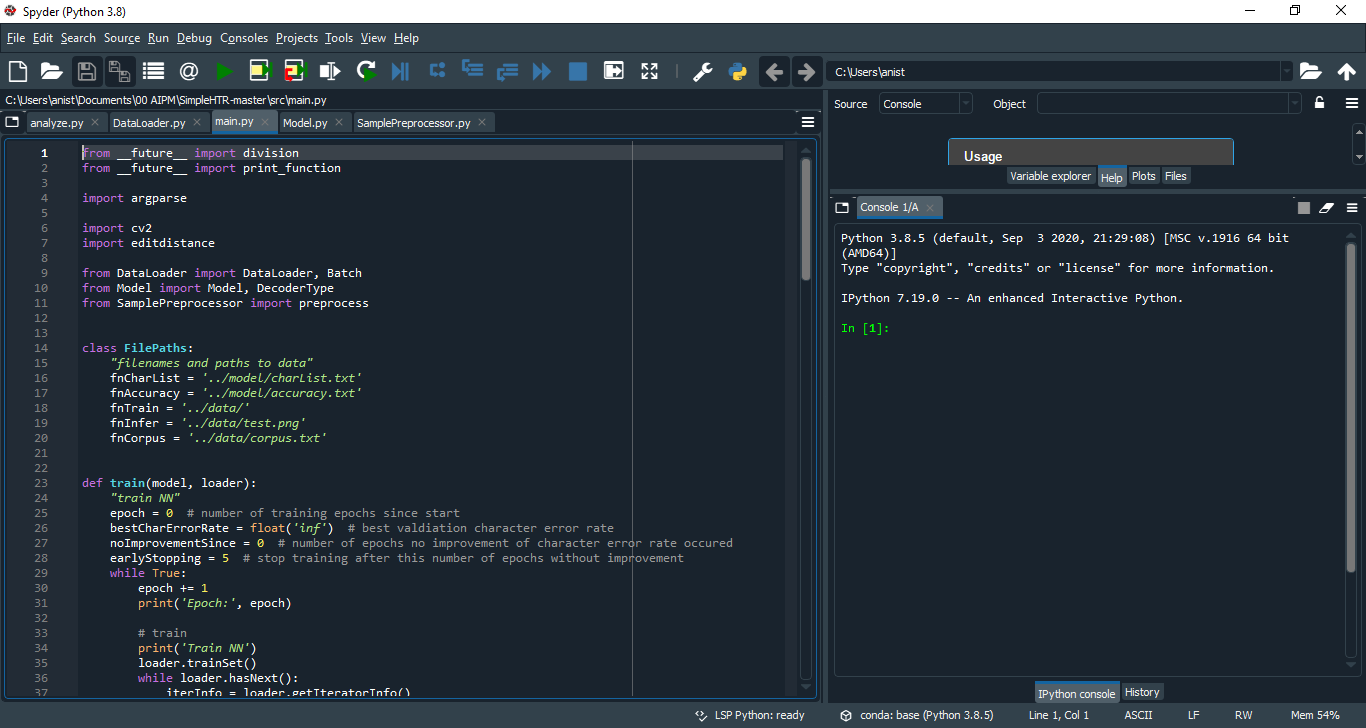 Spyder (Python 3.8)
File Edit Search Source Run Debug Consoles Projects Tools View Help
C:\Users\anist
C:\Users\anist\Documents\00 AIPM\SimpleHTR-master\src\main.py
analyze.py DataLoader.py main.py Model.py SamplePreprocessor.py
1 from __future__ import division
2 from __future__ import print_function
3
4 import argparse
5
6 import cv2
7 import editdistance
8
9 from DataLoader import DataLoader, Batch
10 from Model import Model, DecoderType
11 from SamplePreprocessor import preprocess
12
13
14 class FilePaths:
15 "filenames and paths to data"
16 fnCharList = '../model/charList.txt'
17 fnAccuracy = '../model/accuracy.txt'
18 fnTrain = '../data/'
19 fnInfer = '../data/test.png'
20 fnCorpus = '../data/corpus.txt'
21
22
23 def train(model, loader):
24 "train NN"
25 epoch = 0 # number of training epochs since start
26 bestCharErrorRate = float('inf') # best valdiation character error rate
27 noImprovementSince = 0 # number of epochs no improvement of character error rate occured
28 earlyStopping = 5 # stop training after this number of epochs without improvement
29 while True:
30 epoch += 1
31 print('Epoch:', epoch)
32
33 # train
34 print('Train NN')
35 loader.trainSet()
36 while loader.hasNext():
37 iterInfo = loader.getIteratorInfo()
Source Console Object
Usage
Variable explorer Help Plots Files
Console 1/A
Python 3.8.5 (default, Sep 3 2020, 21:29:08) [MSC v.1916 64 bit
(AMD64)]
Type "copyright", "credits" or "license" for more information.
IPython 7.19.0 -- An enhanced Interactive Python.
In [1]:
IPython console History
LSP Python: ready conda: base (Python 3.8.5) Line 1, Col 1 ASCII LF RW Mem 54%